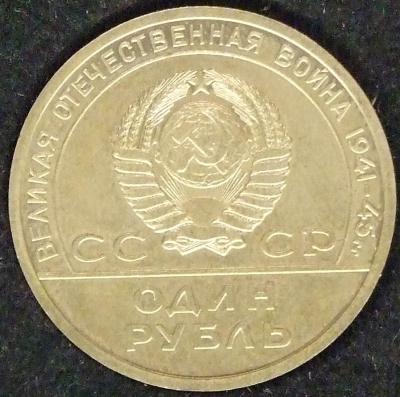 ВЕЛИКАЯ ОТЕЧЕСТВЕННАЯ ВОЙНА 1941-45гг
СС СР
ОДИН
РУБЛЬ